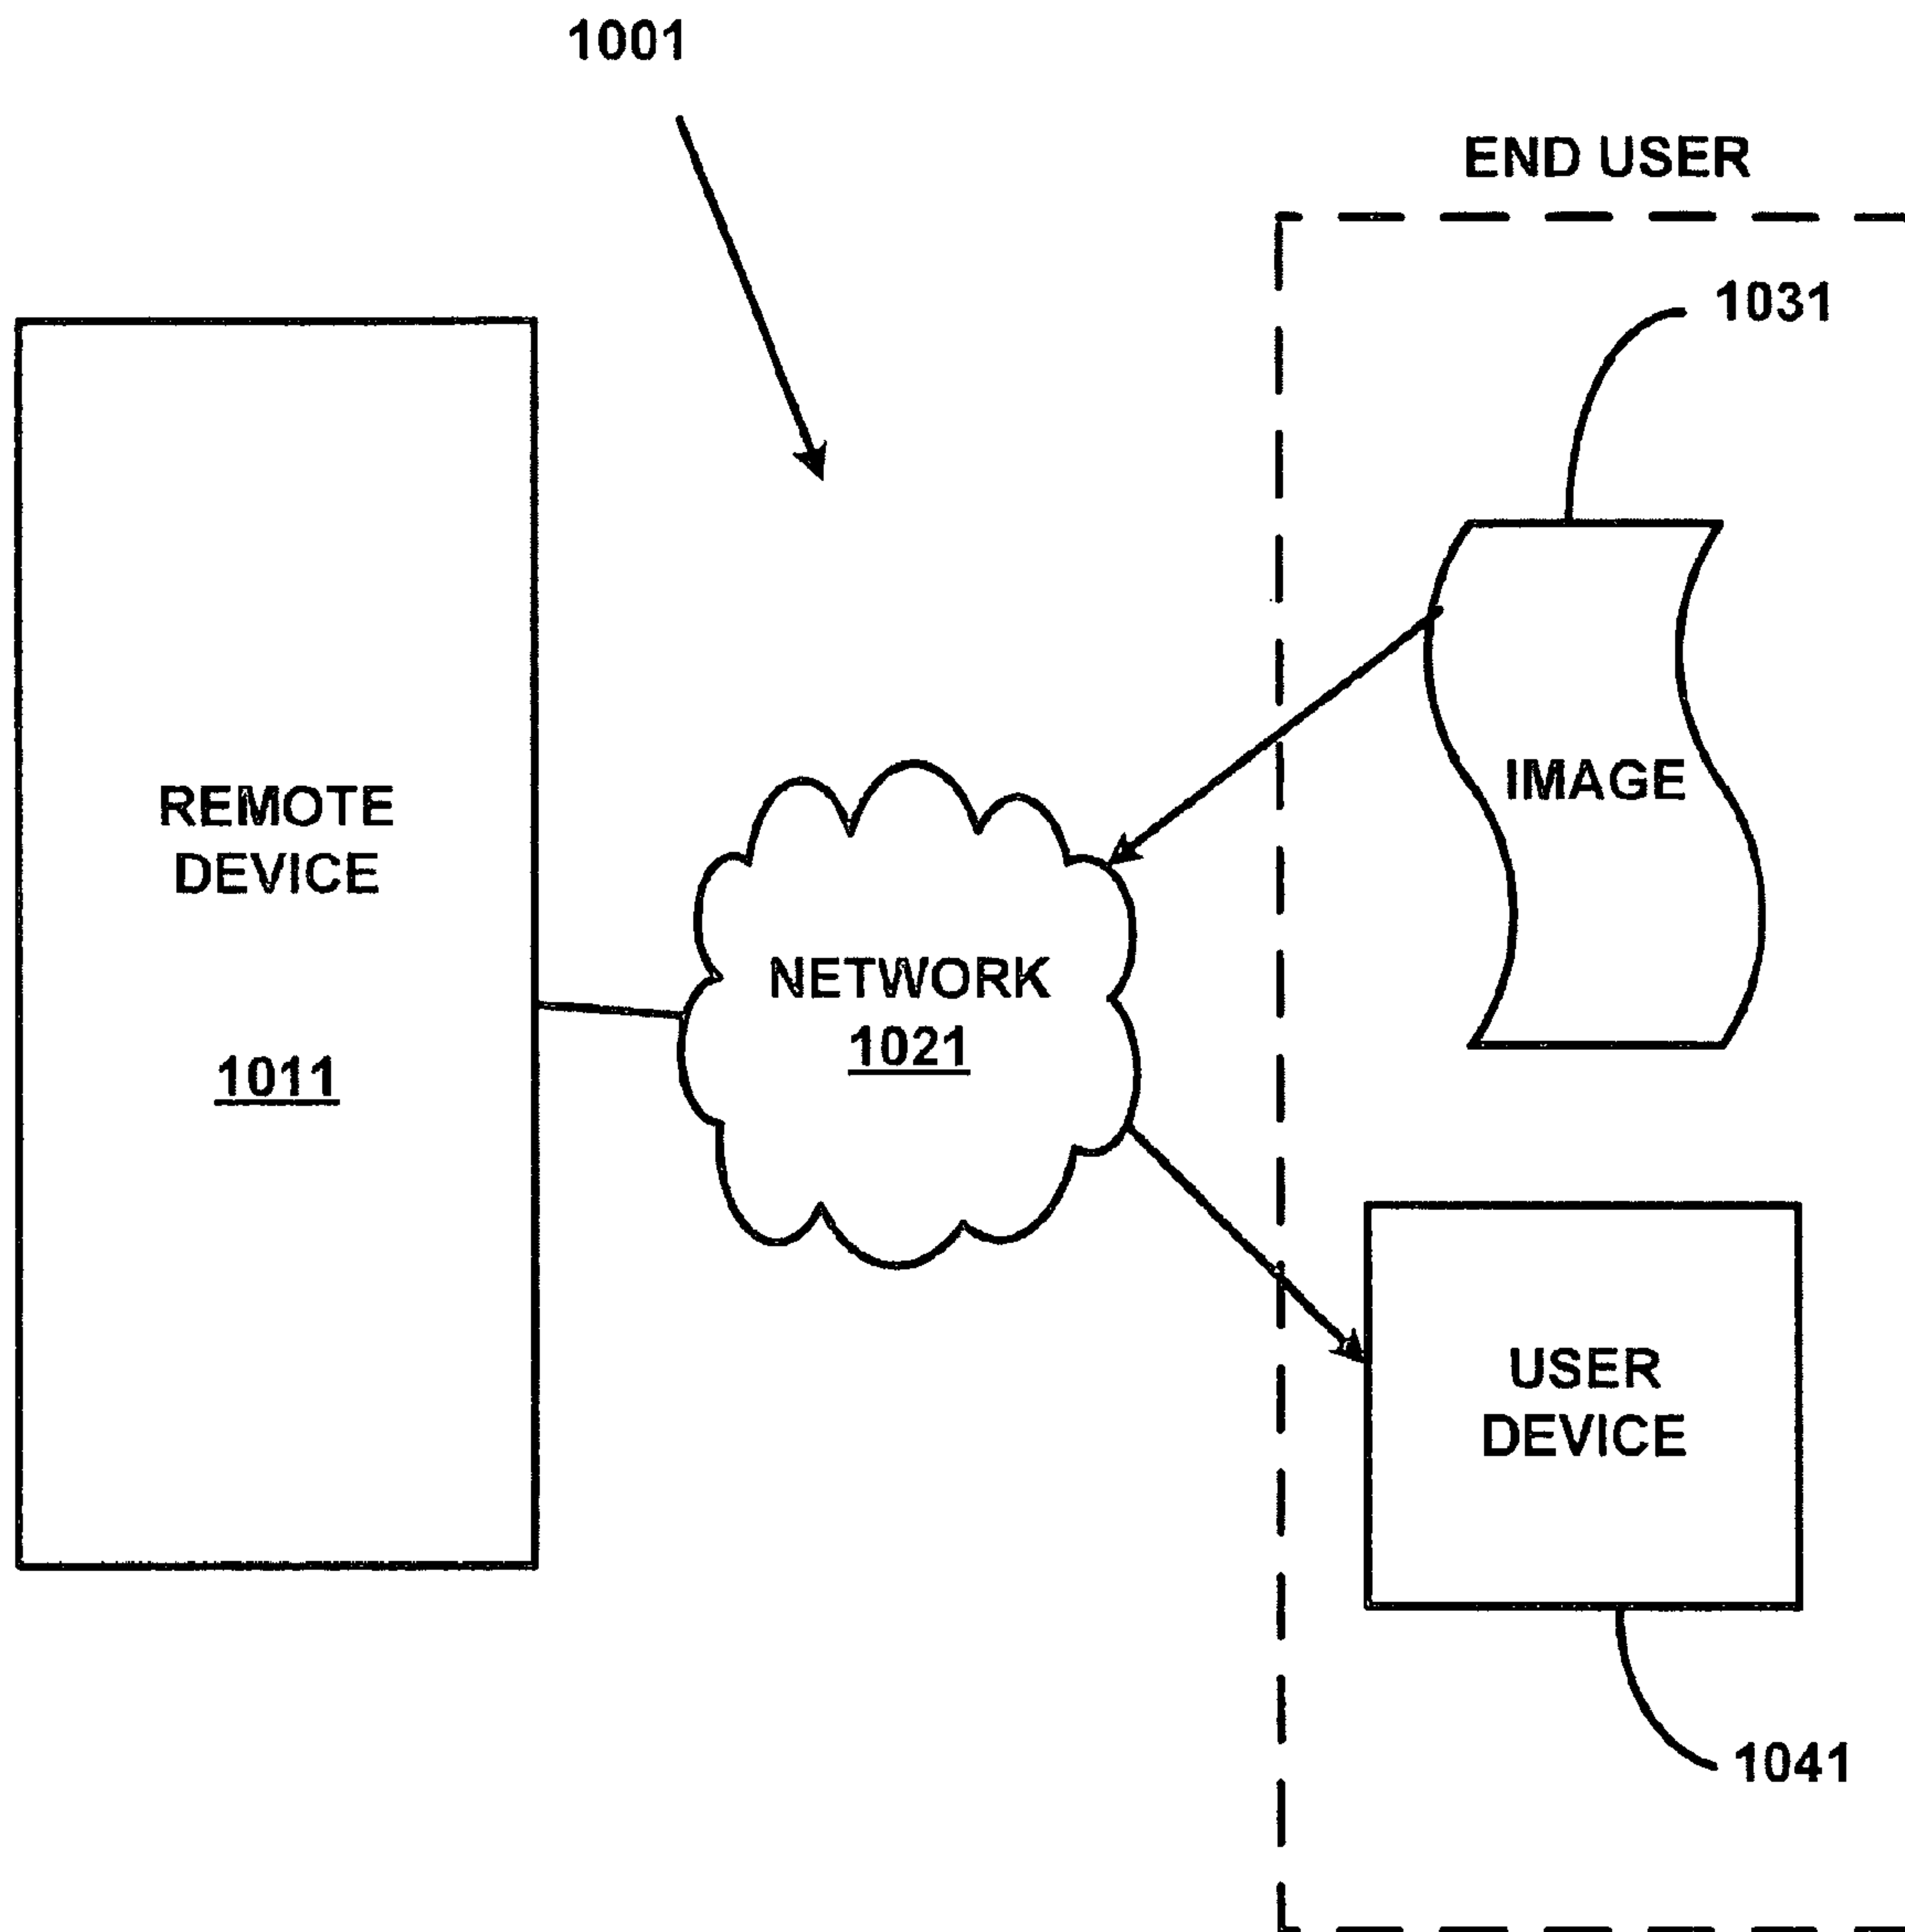 1001
END USER
1031
REMOTE
DEVICE
1011
NETWORK
1021
IMAGE
USER
DEVICE
1041